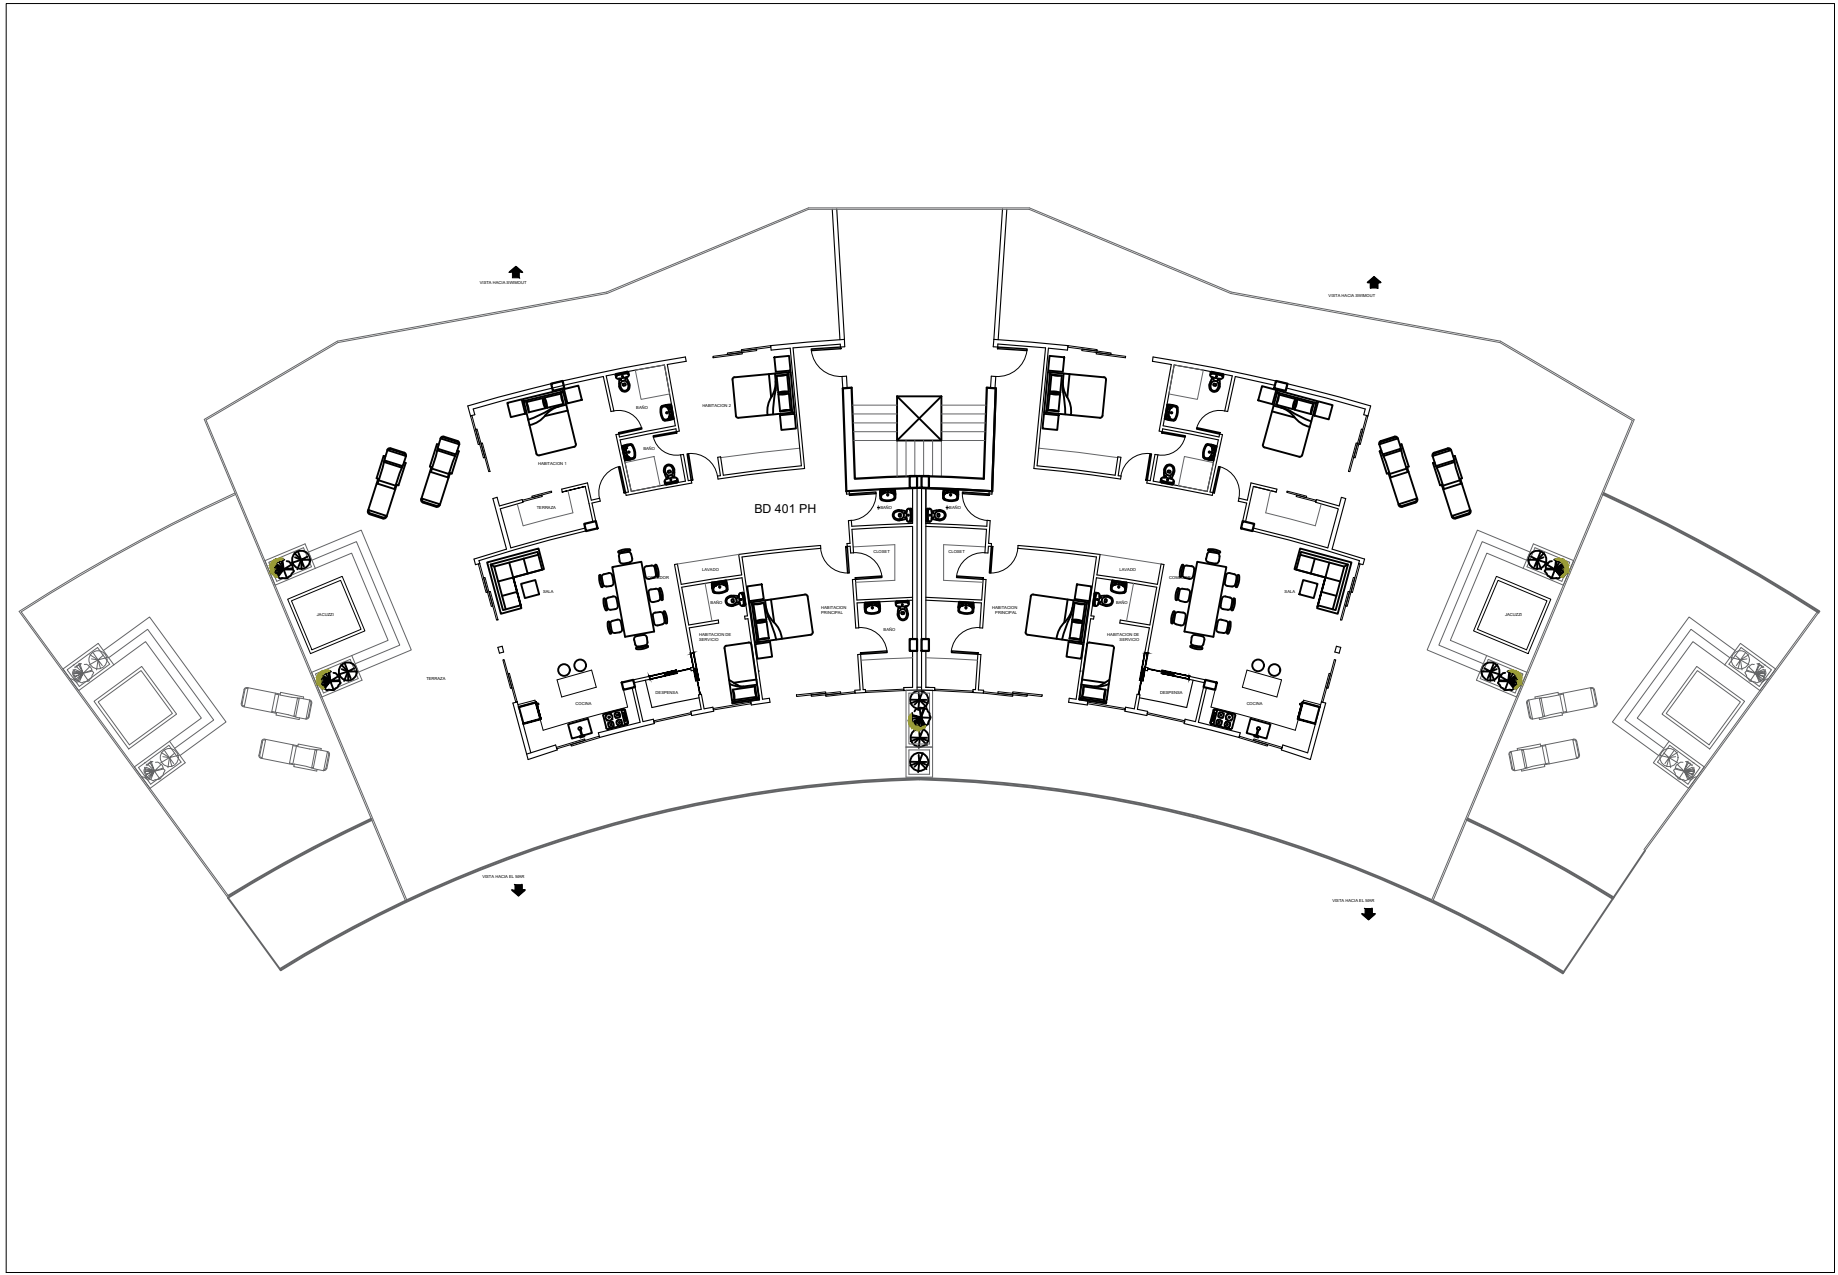 VISTA HACIA SWIMOUT
VISTA HACIA SWIMOUT
BAÑO
HABITACION 2
BAÑO
HABITACION 1
TERRAZA
BD 401 PH
BAÑO
BAÑO
CLOSET
CLOSET
LAVADO
LAVADO
SALA
SALA
BAÑO
BAÑO
HABITACION
PRINCIPAL
HABITACION
PRINCIPAL
JACUZZI
JACUZZI
BAÑO
HABITACION DE
SERVICIO
HABITACION DE
SERVICIO
TERRAZA
DESPENSA
DESPENSA
COCINA
COCINA
VISTA HACIA EL MAR
VISTA HACIA EL MAR